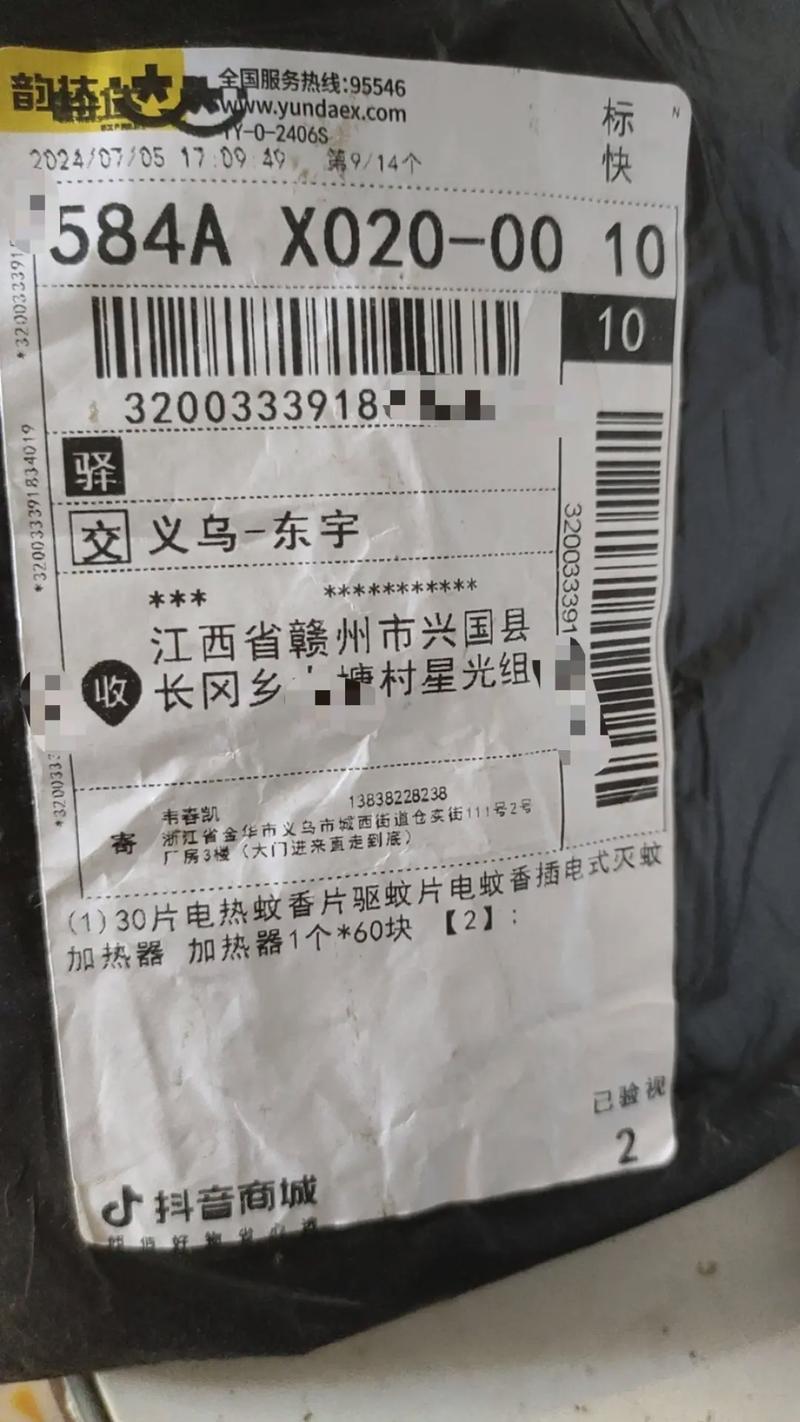 韵
全国服务热线:95546
www.yundaex.com
YY-0-2406S
标快
2024/07/05 17:09:49 第9/14个
584A X020-00 10
10
3200333918
驿
交 义乌-东宇
*** ***********
收 江西省赣州市兴国县
长冈乡 塘村星光组
寄 韦春凯 13838228238
浙江省金华市义乌市城西街道仓实街111号2号
厂房3楼（大门进来直走到底）
(1)30片电热蚊香片驱蚊片电蚊香插电式灭蚊
加热器 加热器1个*60块 【2】;
已验视
2
抖音商城
*320033391
*320033391834019
*3200333
320033391